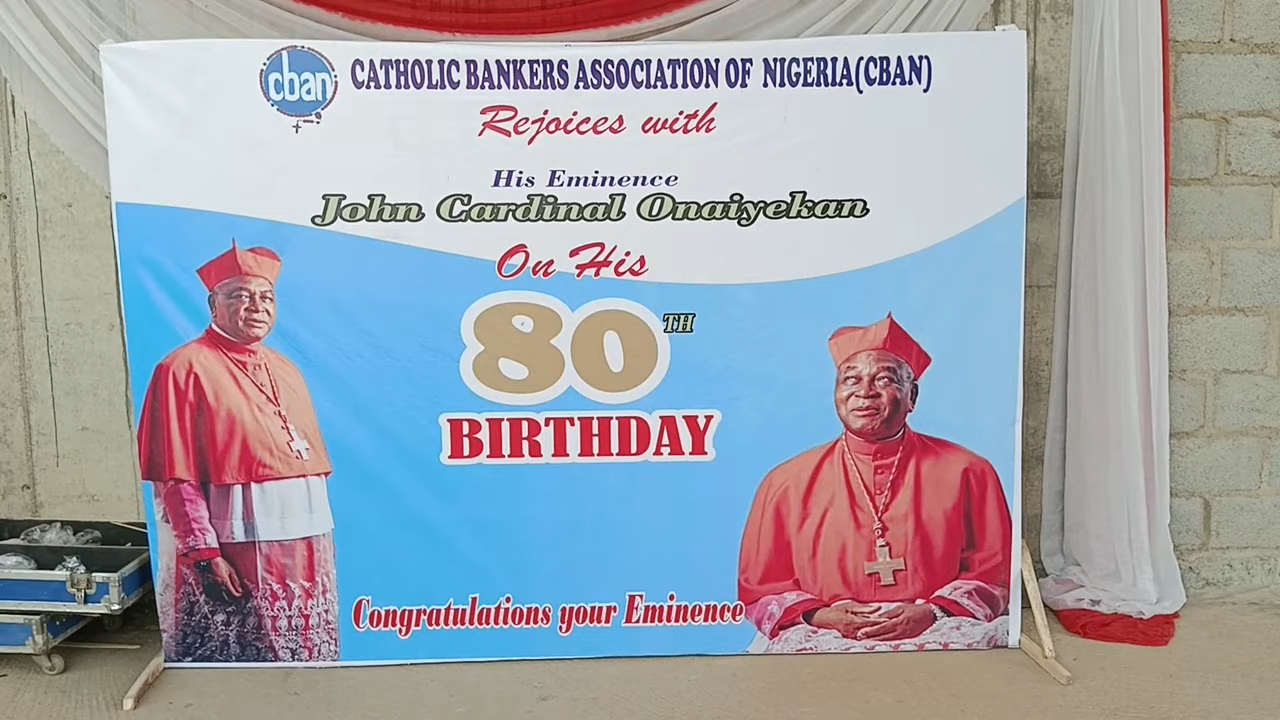 cban CATHOLIC BANKERS ASSOCIATION OF NIGERIA(CBAN)
Rejoices with
His Eminence
John Cardinal Onaiyekan
On His
80TH
BIRTHDAY
Congratulations your Eminence